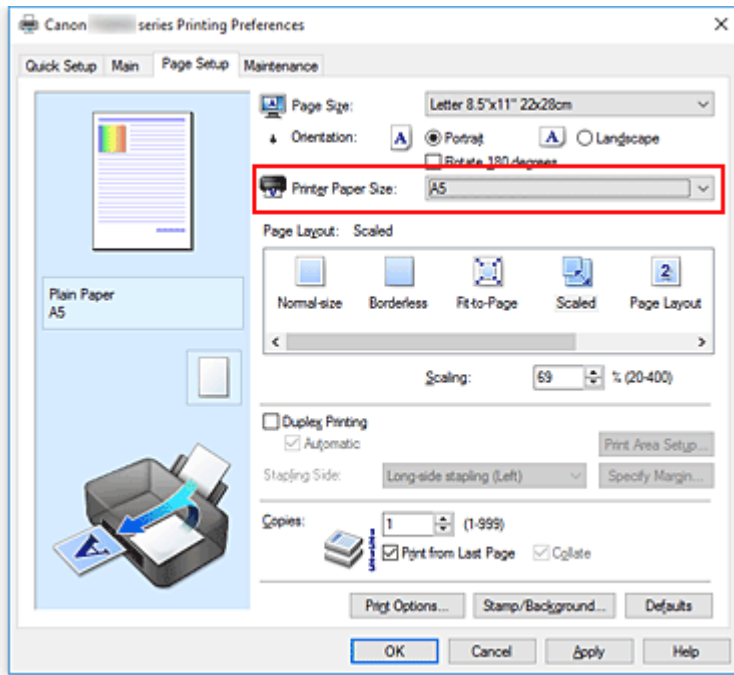 Canon series Printing Preferences
Quick Setup Main Page Setup Maintenance
Page Size: Letter 8.5"x11" 22x28cm
Orientation: A Portrait A Landscape
Rotate 180 degrees
Printer Paper Size: A5
Page Layout: Scaled
Normal-size Borderless Fit-to-Page Scaled Page Layout
Plain Paper
A5
Scaling: 69 % (20-400)
Duplex Printing
Automatic Print Area Setup...
Stapling Side: Long-side stapling (Left) Specify Margin...
Copies: 1 (1-999)
Print from Last Page Collate
Print Options... Stamp/Background... Defaults
OK Cancel Apply Help